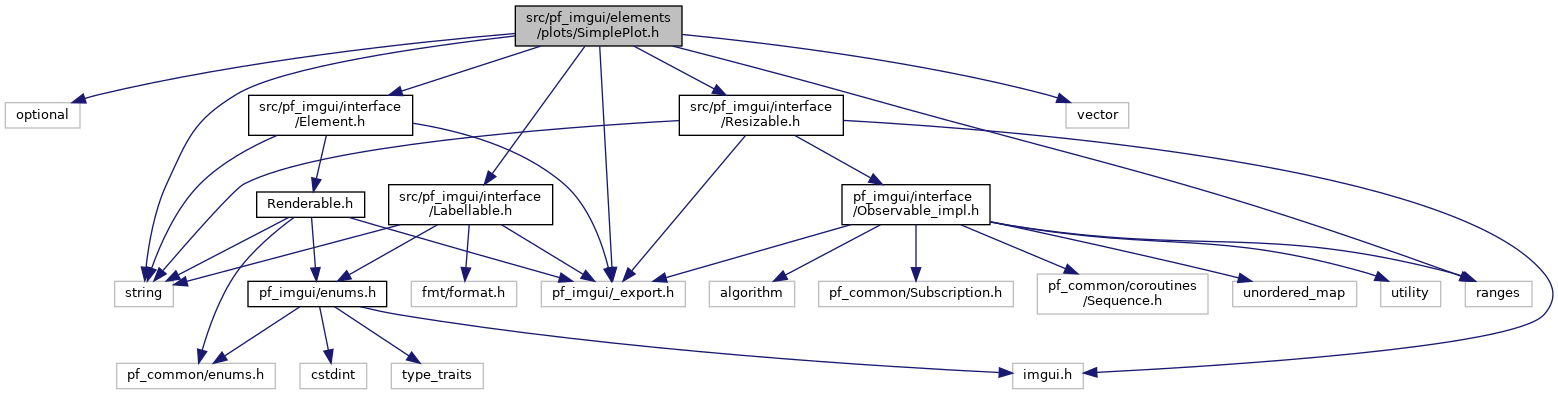 src/pf_imgui/elements
/plots/SimplePlot.h
optional
src/pf_imgui/interface
/Element.h
src/pf_imgui/interface
/Resizable.h
vector
Renderable.h
src/pf_imgui/interface
/Labellable.h
pf_imgui/interface
/Observable_impl.h
string
pf_imgui/enums.h
fmt/format.h
pf_imgui/_export.h
algorithm
pf_common/Subscription.h
pf_common/coroutines
/Sequence.h
unordered_map
utility
ranges
pf_common/enums.h
cstdint
type_traits
imgui.h